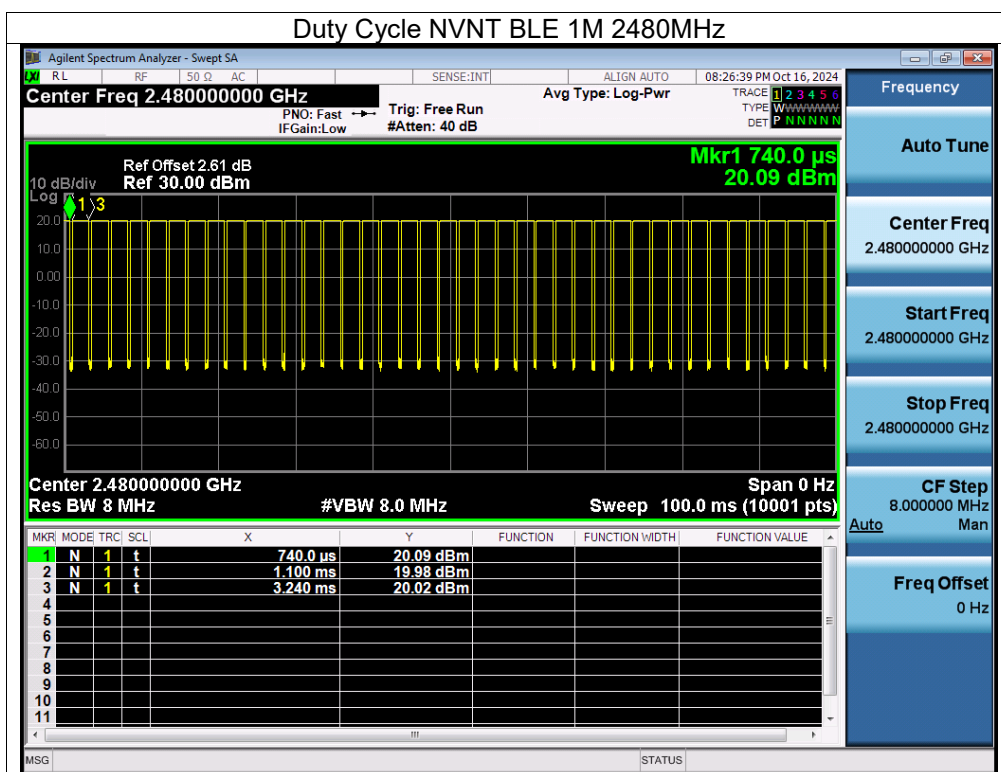 Duty Cycle NVNT BLE 1M 2480MHz
Agilent Spectrum Analyzer - Swept SA
LXI RL RF 50 Ω AC SENSE:INT ALIGN AUTO 08:26:39 PM Oct 16, 2024
Center Freq 2.480000000 GHz Avg Type: Log-Pwr TRACE 1 2 3 4 5 6
PNO: Fast Trig: Free Run TYPE WWWWWW
IFGain:Low #Atten: 40 dB DET P N N N N N
Mkr1 740.0 µs
20.09 dBm
Ref Offset 2.61 dB
10 dB/div Ref 30.00 dBm
Log
1 3
20.0
10.0
0.00
-10.0
-20.0
-30.0
-40.0
-50.0
-60.0
Center 2.480000000 GHz Span 0 Hz
Res BW 8 MHz #VBW 8.0 MHz Sweep 100.0 ms (10001 pts)
MKR MODE TRC SCL X Y FUNCTION FUNCTION WIDTH FUNCTION VALUE
1 N 1 t 740.0 µs 20.09 dBm
2 N 1 t 1.100 ms 19.98 dBm
3 N 1 t 3.240 ms 20.02 dBm
4
5
6
7
8
9
10
11
MSG STATUS
Frequency
Auto Tune
Center Freq
2.480000000 GHz
Start Freq
2.480000000 GHz
Stop Freq
2.480000000 GHz
CF Step
8.000000 MHz
Auto Man
Freq Offset
0 Hz